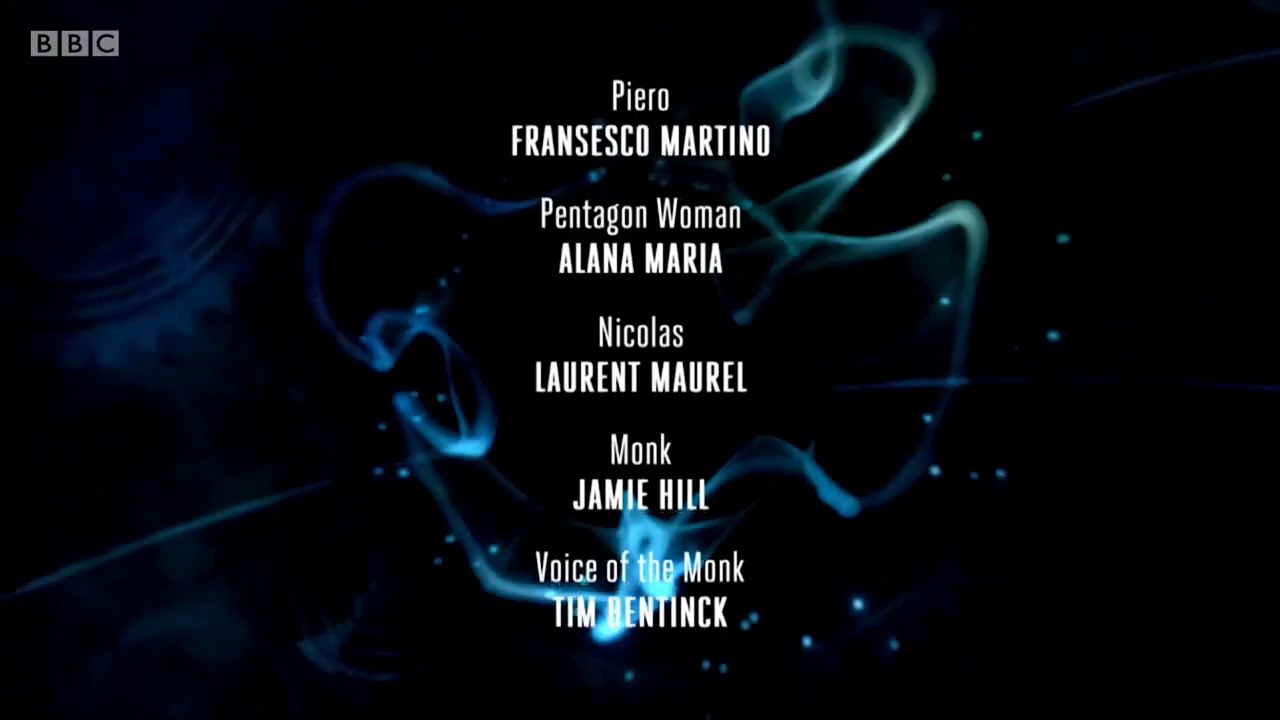 BBC
Piero
FRANSESCO MARTINO
Pentagon Woman
ALANA MARIA
Nicolas
LAURENT MAUREL
Monk
JAMIE HILL
Voice of the Monk
TIM BENTINCK